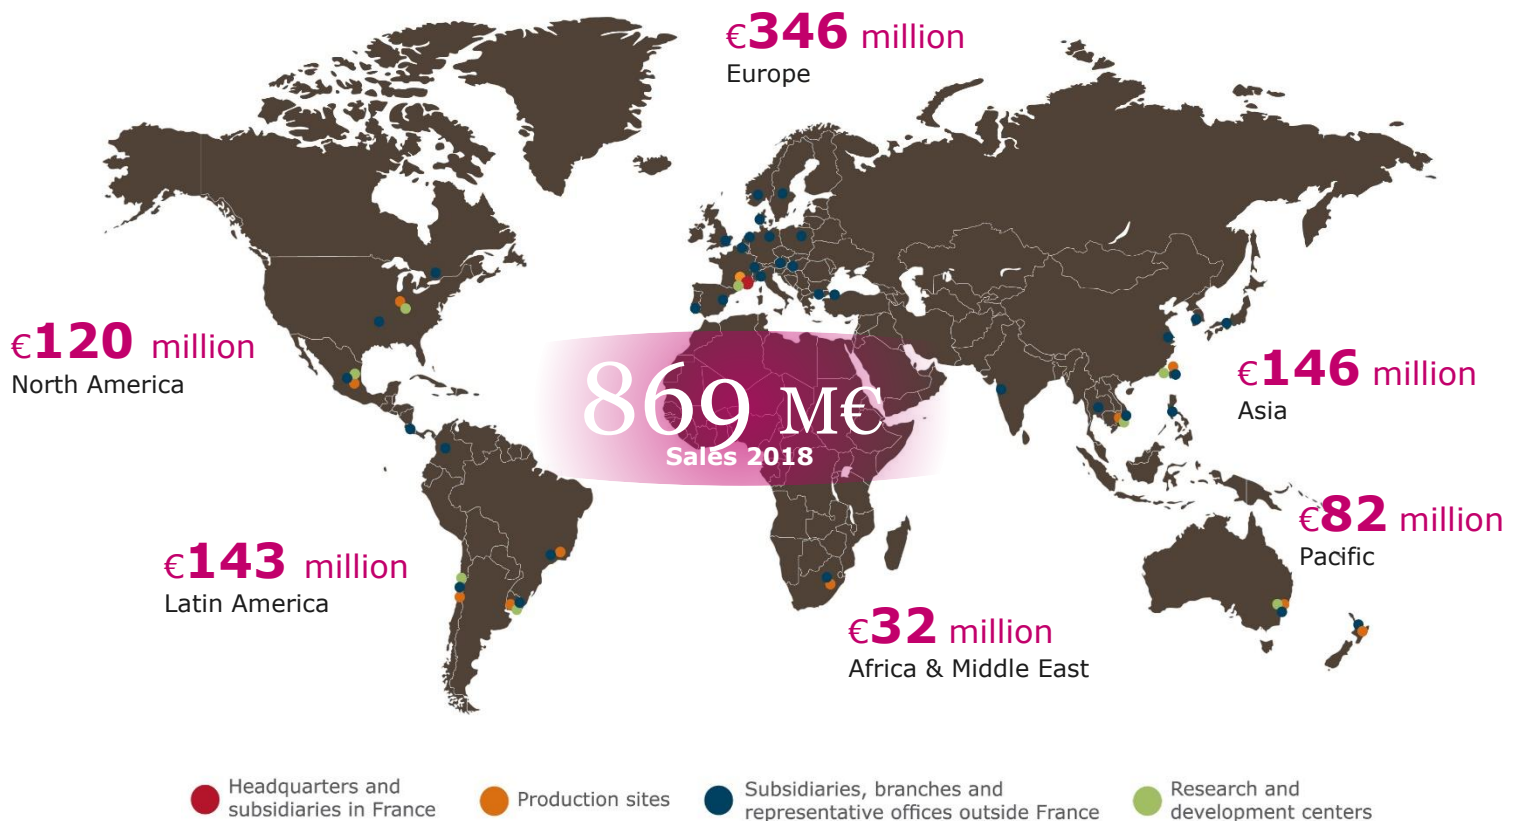 €346 million
Europe
€120 million
North America
€146 million
Asia
869 M€
Sales 2018
€82 million
Pacific
€143 million
Latin America
€32 million
Africa & Middle East
Headquarters and
subsidiaries in France
Production sites
Subsidiaries, branches and
representative offices outside France
Research and
development centers